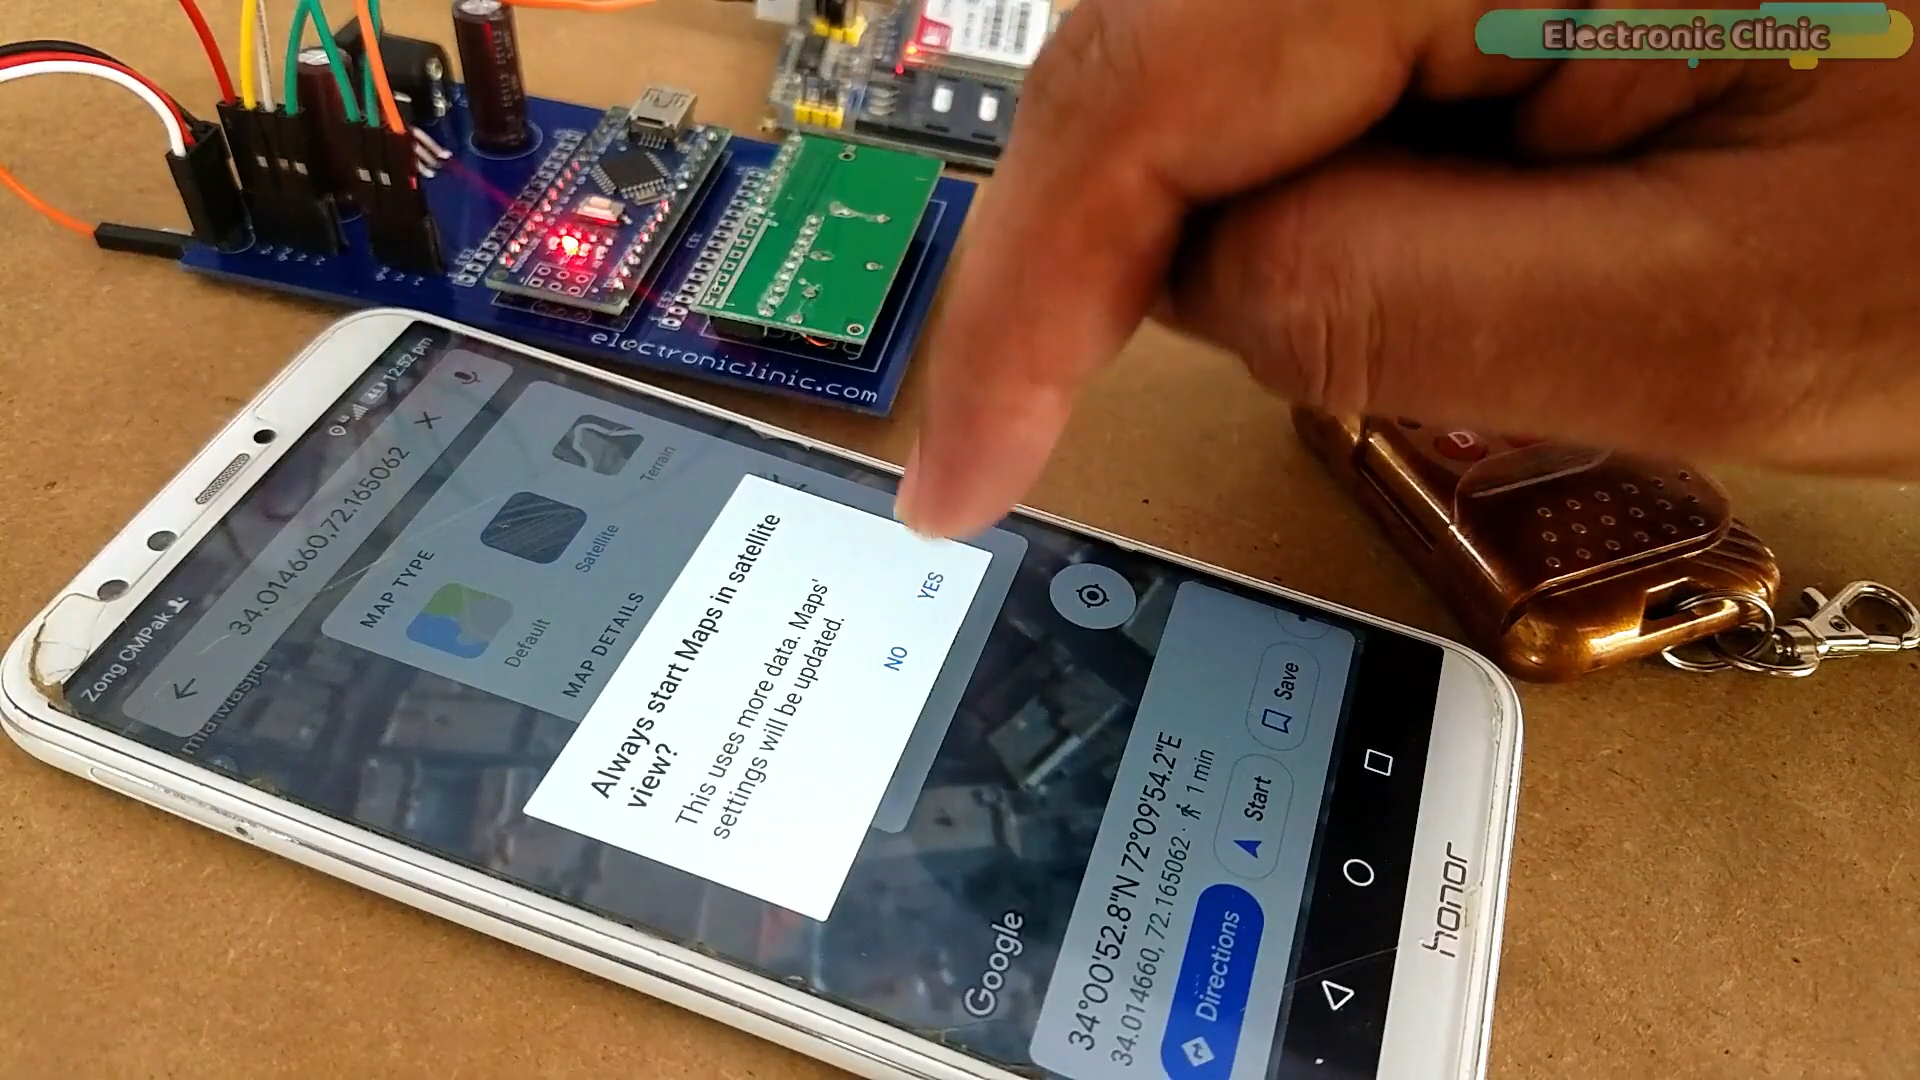 Electronic Clinic
electroniclinic.com
Zong CMPak
12:52 pm
34.014660,72.165062
MAP TYPE
Default
Satellite
Terrain
MAP DETAILS
Always start Maps in satellite
view?
This uses more data. Maps'
settings will be updated.
NO
YES
Google
34°00'52.8"N 72°09'54.2"E
34.014660, 72.165062 · 1 min
Directions
Start
Save
honor
D